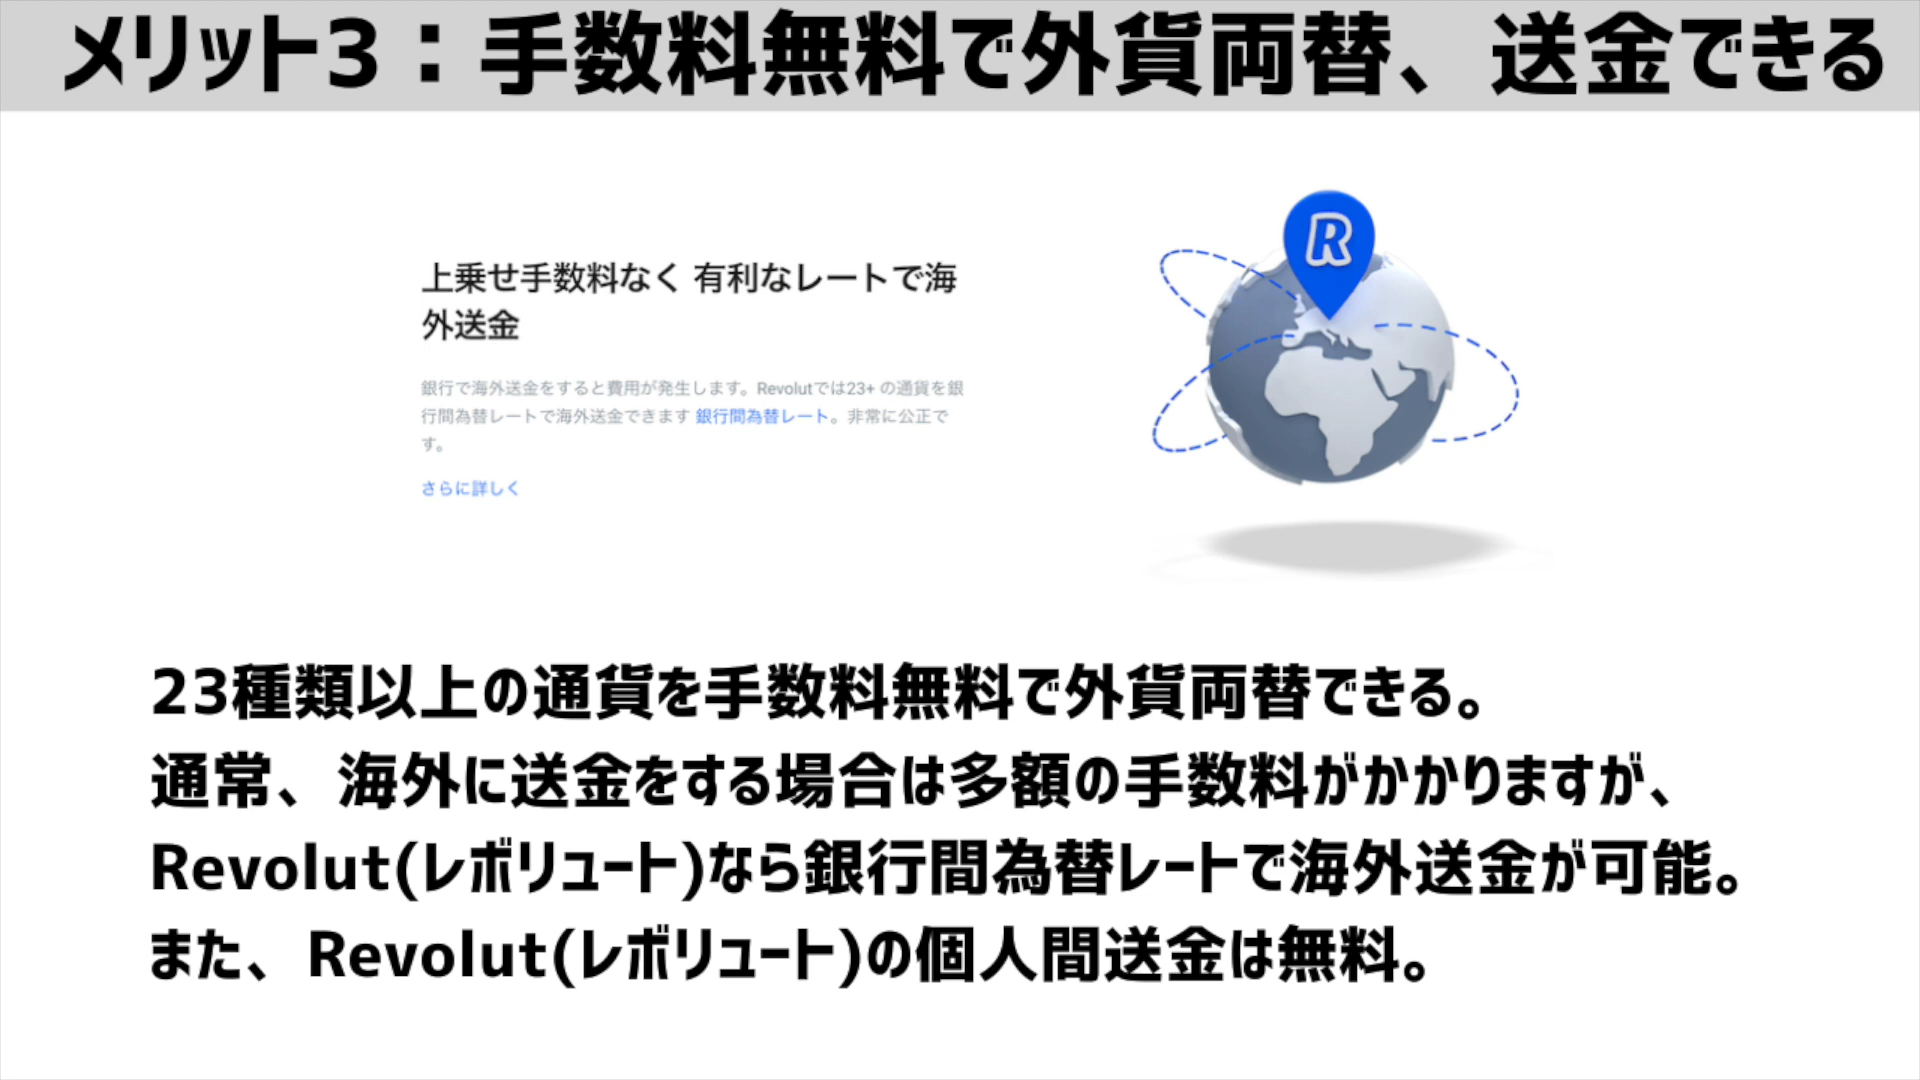 メリット3：手数料無料で外貨両替、送金できる
R
上乗せ手数料なく 有利なレートで海
外送金
銀行で海外送金をすると費用が発生します。Revolutでは23+ の通貨を銀
行間為替レートで海外送金できます 銀行間為替レート。非常に公正で
す。
さらに詳しく
23種類以上の通貨を手数料無料で外貨両替できる。
通常、海外に送金をする場合は多額の手数料がかかりますが、
Revolut(レボリュート)なら銀行間為替レートで海外送金が可能。
また、Revolut(レボリュート)の個人間送金は無料。